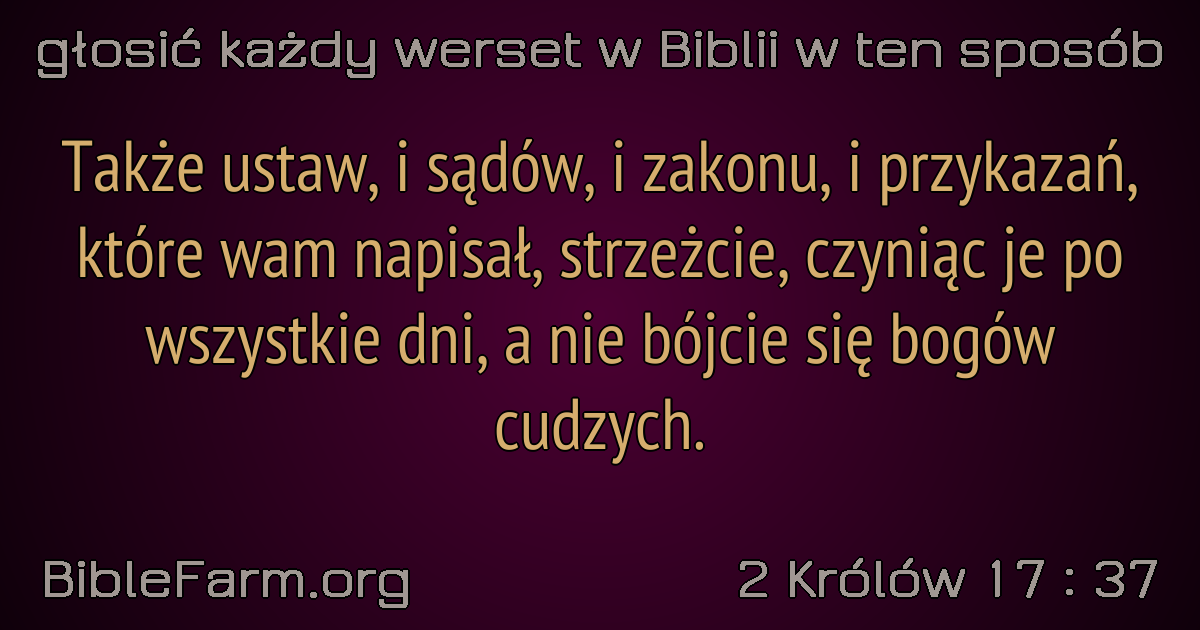 głosić każdy werset w Biblii w ten sposób
Także ustaw, i sądów, i zakonu, i przykazań,
które wam napisał, strzeżcie, czyniąc je po
wszystkie dni, a nie bójcie się bogów
cudzych.
BibleFarm.org
2 Królów 17 : 37